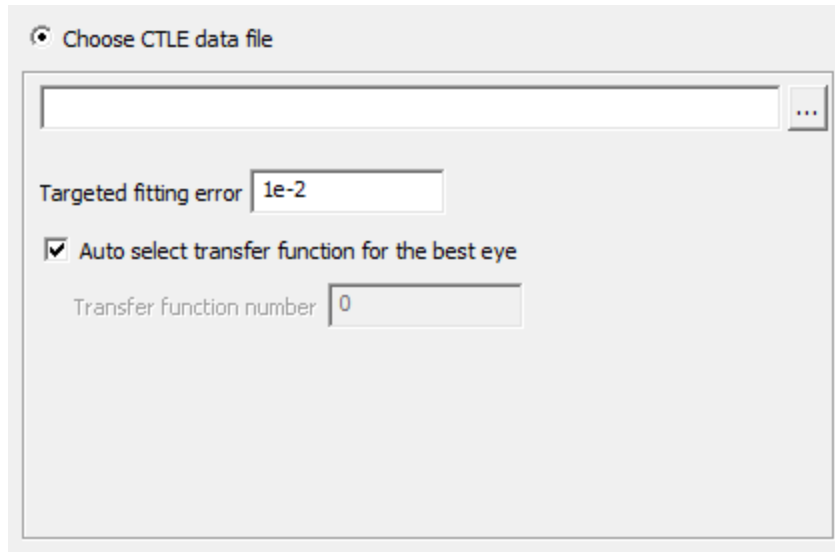 Choose CTLE data file
...
Targeted fitting error 1e-2
Auto select transfer function for the best eye
Transfer function number 0